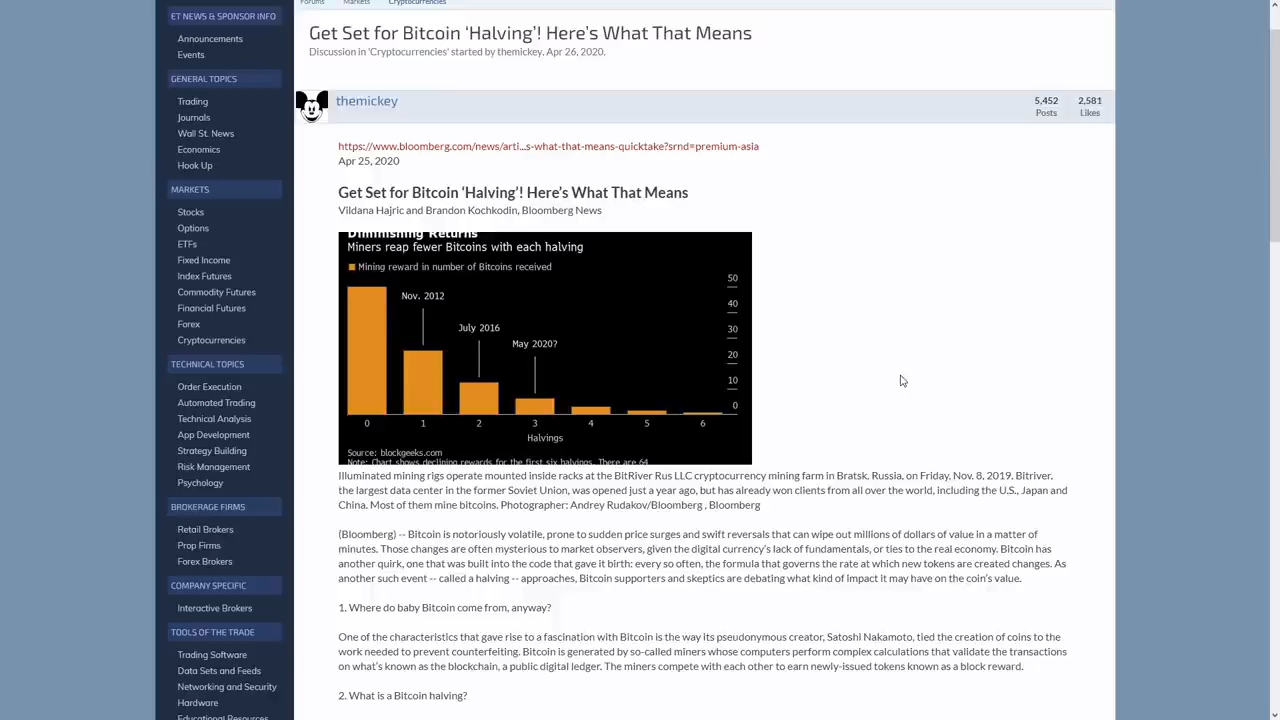 Forums Markets Cryptocurrencies
ET NEWS & SPONSOR INFO
Announcements
Events
GENERAL TOPICS
Trading
Journals
Wall St. News
Economics
Hook Up
MARKETS
Stocks
Options
ETFs
Fixed Income
Index Futures
Commodity Futures
Financial Futures
Forex
Cryptocurrencies
TECHNICAL TOPICS
Order Execution
Automated Trading
Technical Analysis
App Development
Strategy Building
Risk Management
Psychology
BROKERAGE FIRMS
Retail Brokers
Prop Firms
Forex Brokers
COMPANY SPECIFIC
Interactive Brokers
TOOLS OF THE TRADE
Trading Software
Data Sets and Feeds
Networking and Security
Hardware
Educational Resources
Get Set for Bitcoin ‘Halving’! Here’s What That Means
Discussion in 'Cryptocurrencies' started by themickey, Apr 26, 2020.
themickey
5,452 2,581
Posts Likes
https://www.bloomberg.com/news/arti...s-what-that-means-quicktake?srnd=premium-asia
Apr 25, 2020
Get Set for Bitcoin ‘Halving’! Here’s What That Means
Vildana Hajric and Brandon Kochkodin, Bloomberg News
Diminishing Returns
Miners reap fewer Bitcoins with each halving
Mining reward in number of Bitcoins received
50
Nov. 2012
40
July 2016
30
May 2020?
20
10
0
0 1 2 3 4 5 6
Halvings
Source: blockgeeks.com
Note: Chart shows declining rewards for the first six halvings. There are 64
Illuminated mining rigs operate mounted inside racks at the BitRiver Rus LLC cryptocurrency mining farm in Bratsk, Russia, on Friday, Nov. 8, 2019. Bitriver,
the largest data center in the former Soviet Union, was opened just a year ago, but has already won clients from all over the world, including the U.S., Japan and
China. Most of them mine bitcoins. Photographer: Andrey Rudakov/Bloomberg , Bloomberg
(Bloomberg) -- Bitcoin is notoriously volatile, prone to sudden price surges and swift reversals that can wipe out millions of dollars of value in a matter of
minutes. Those changes are often mysterious to market observers, given the digital currency’s lack of fundamentals, or ties to the real economy. Bitcoin has
another quirk, one that was built into the code that gave it birth: every so often, the formula that governs the rate at which new tokens are created changes. As
another such event -- called a halving -- approaches, Bitcoin supporters and skeptics are debating what kind of impact it may have on the coin’s value.
1. Where do baby Bitcoin come from, anyway?
One of the characteristics that gave rise to a fascination with Bitcoin is the way its pseudonymous creator, Satoshi Nakamoto, tied the creation of coins to the
work needed to prevent counterfeiting. Bitcoin is generated by so-called miners whose computers perform complex calculations that validate the transactions
on what’s known as the blockchain, a public digital ledger. The miners compete with each other to earn newly-issued tokens known as a block reward.
2. What is a Bitcoin halving?